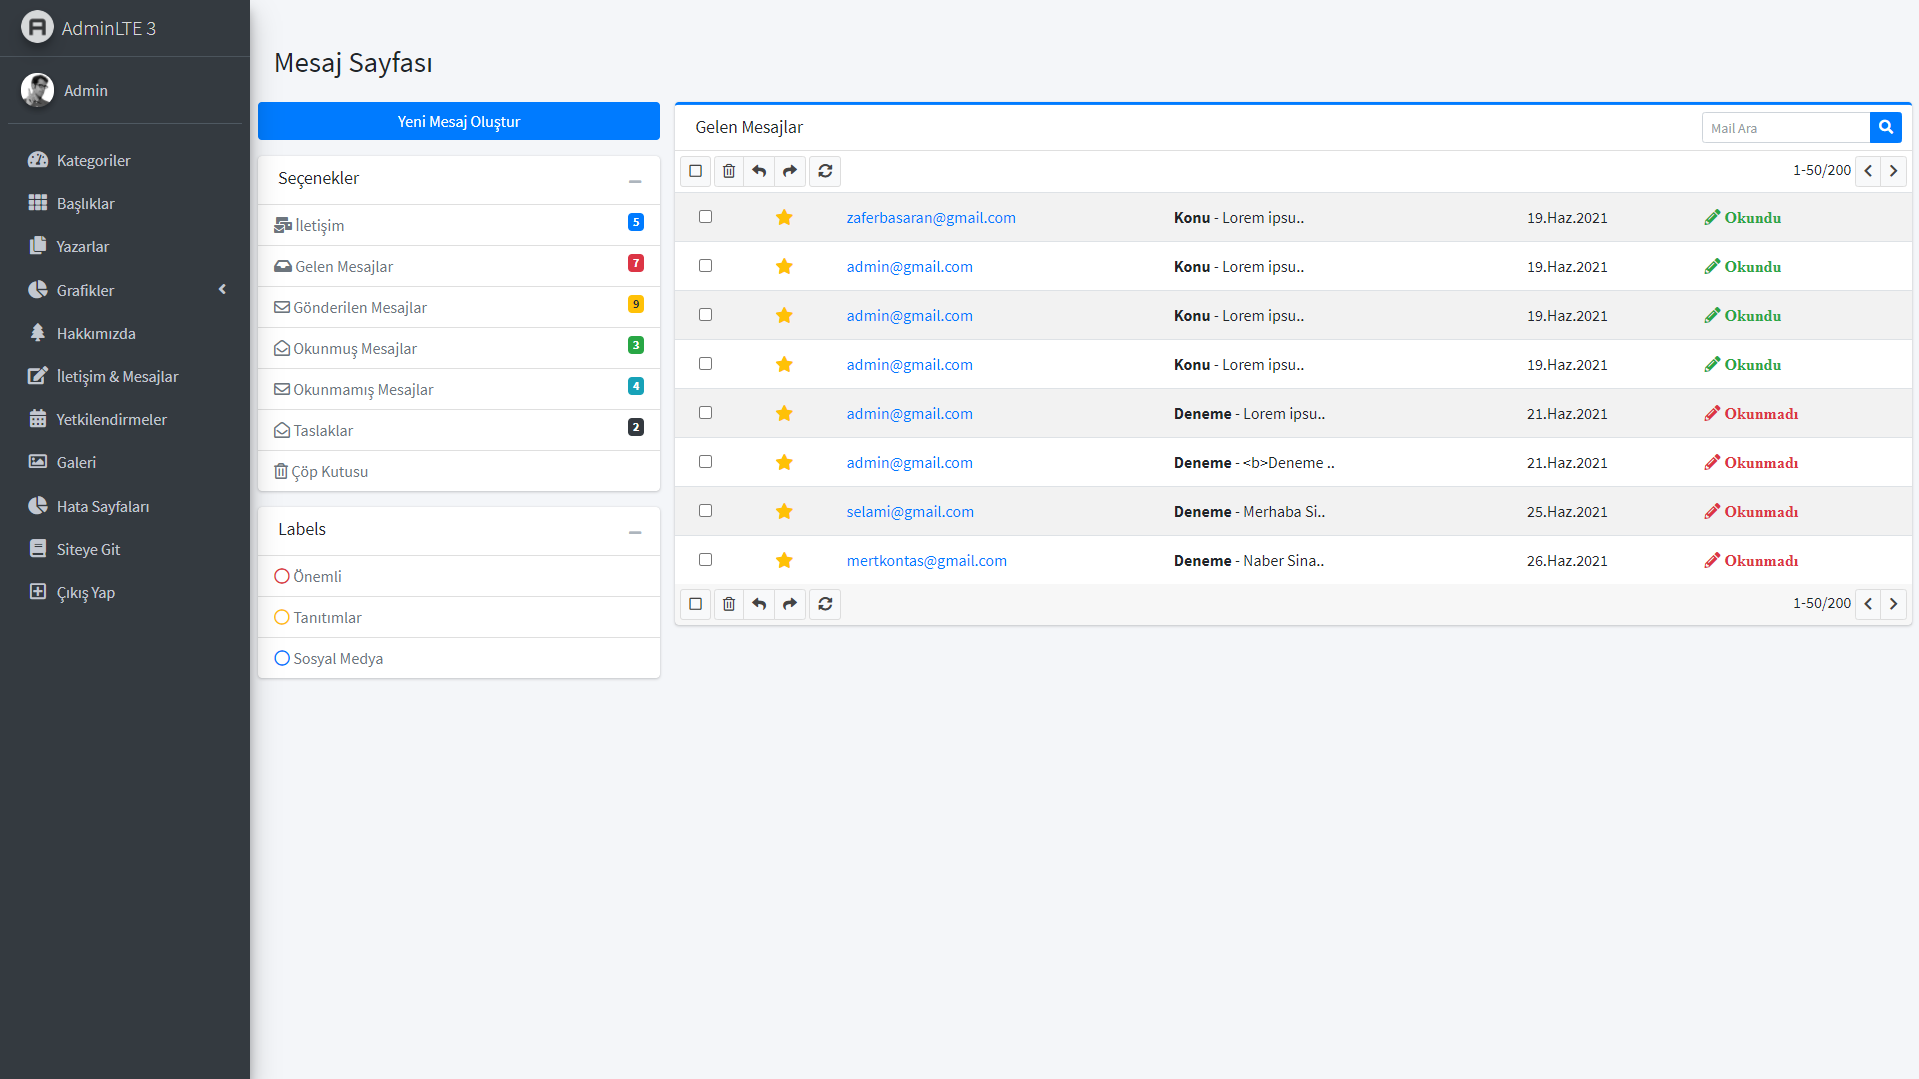 AdminLTE 3
Admin
Kategoriler
Başlıklar
Yazarlar
Grafikler
Hakkımızda
İletişim & Mesajlar
Yetkilendirmeler
Galeri
Hata Sayfaları
Siteye Git
Çıkış Yap
Mesaj Sayfası
Yeni Mesaj Oluştur
Seçenekler
İletişim 5
Gelen Mesajlar 7
Gönderilen Mesajlar 9
Okunmuş Mesajlar 3
Okunmamış Mesajlar 4
Taslaklar 2
Çöp Kutusu
Labels
Önemli
Tanıtımlar
Sosyal Medya
Gelen Mesajlar
Mail Ara
1-50/200
zaferbasaran@gmail.com Konu - Lorem ipsu.. 19.Haz.2021 Okundu
admin@gmail.com Konu - Lorem ipsu.. 19.Haz.2021 Okundu
admin@gmail.com Konu - Lorem ipsu.. 19.Haz.2021 Okundu
admin@gmail.com Konu - Lorem ipsu.. 19.Haz.2021 Okundu
admin@gmail.com Deneme - Lorem ipsu.. 21.Haz.2021 Okunmadı
admin@gmail.com Deneme - <b>Deneme .. 21.Haz.2021 Okunmadı
selami@gmail.com Deneme - Merhaba Si.. 25.Haz.2021 Okunmadı
mertkontas@gmail.com Deneme - Naber Sina.. 26.Haz.2021 Okunmadı
1-50/200